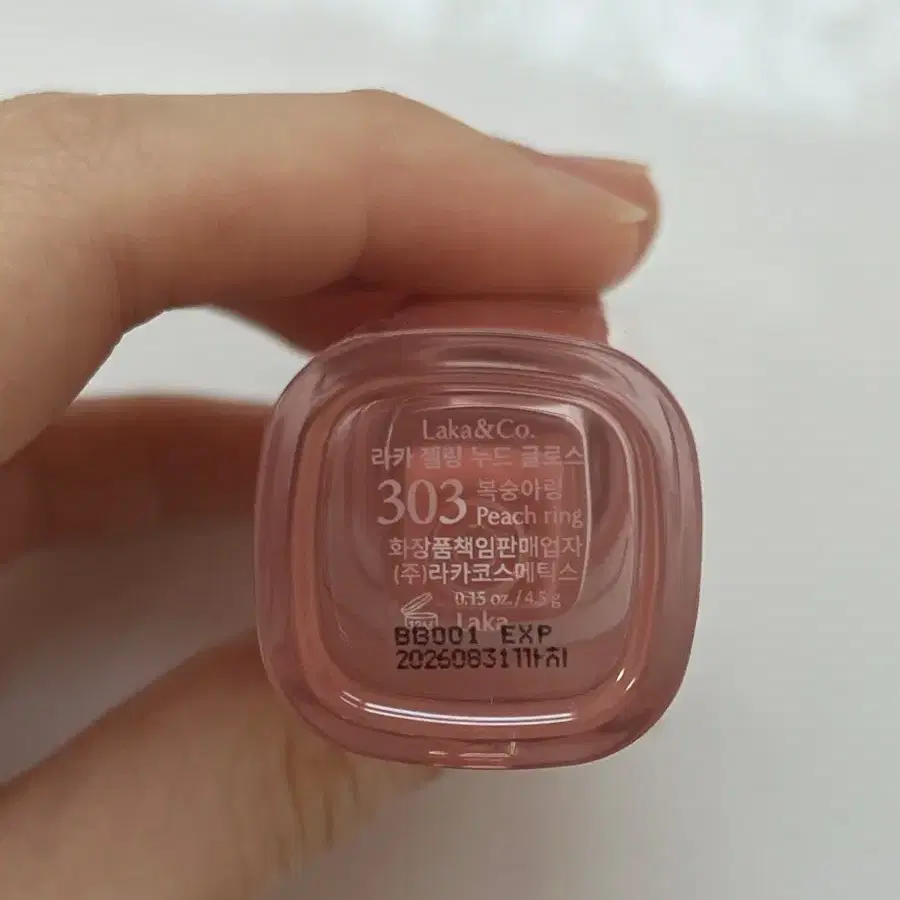 Laka&Co.
라카 젤링 누드 글로스
303 복숭아링
Peach ring
화장품책임판매업자
(주)라카코스메틱스
0.15 oz./4.5 g
12M Laka
BB001 EXP
20260831까지